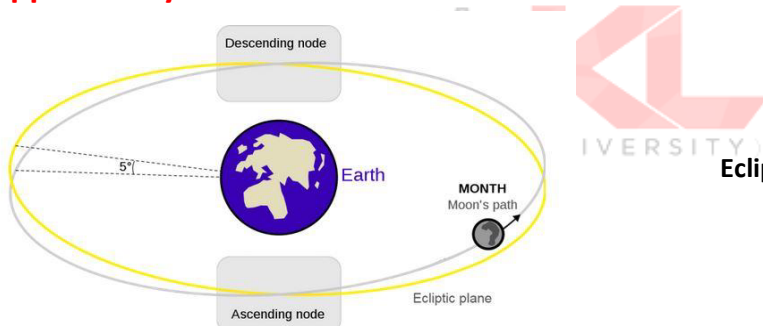 Descending node
5°
Earth
MONTH
Moon's path
Ecliptic plane
Ascending node
IVERSITY)
Eclip